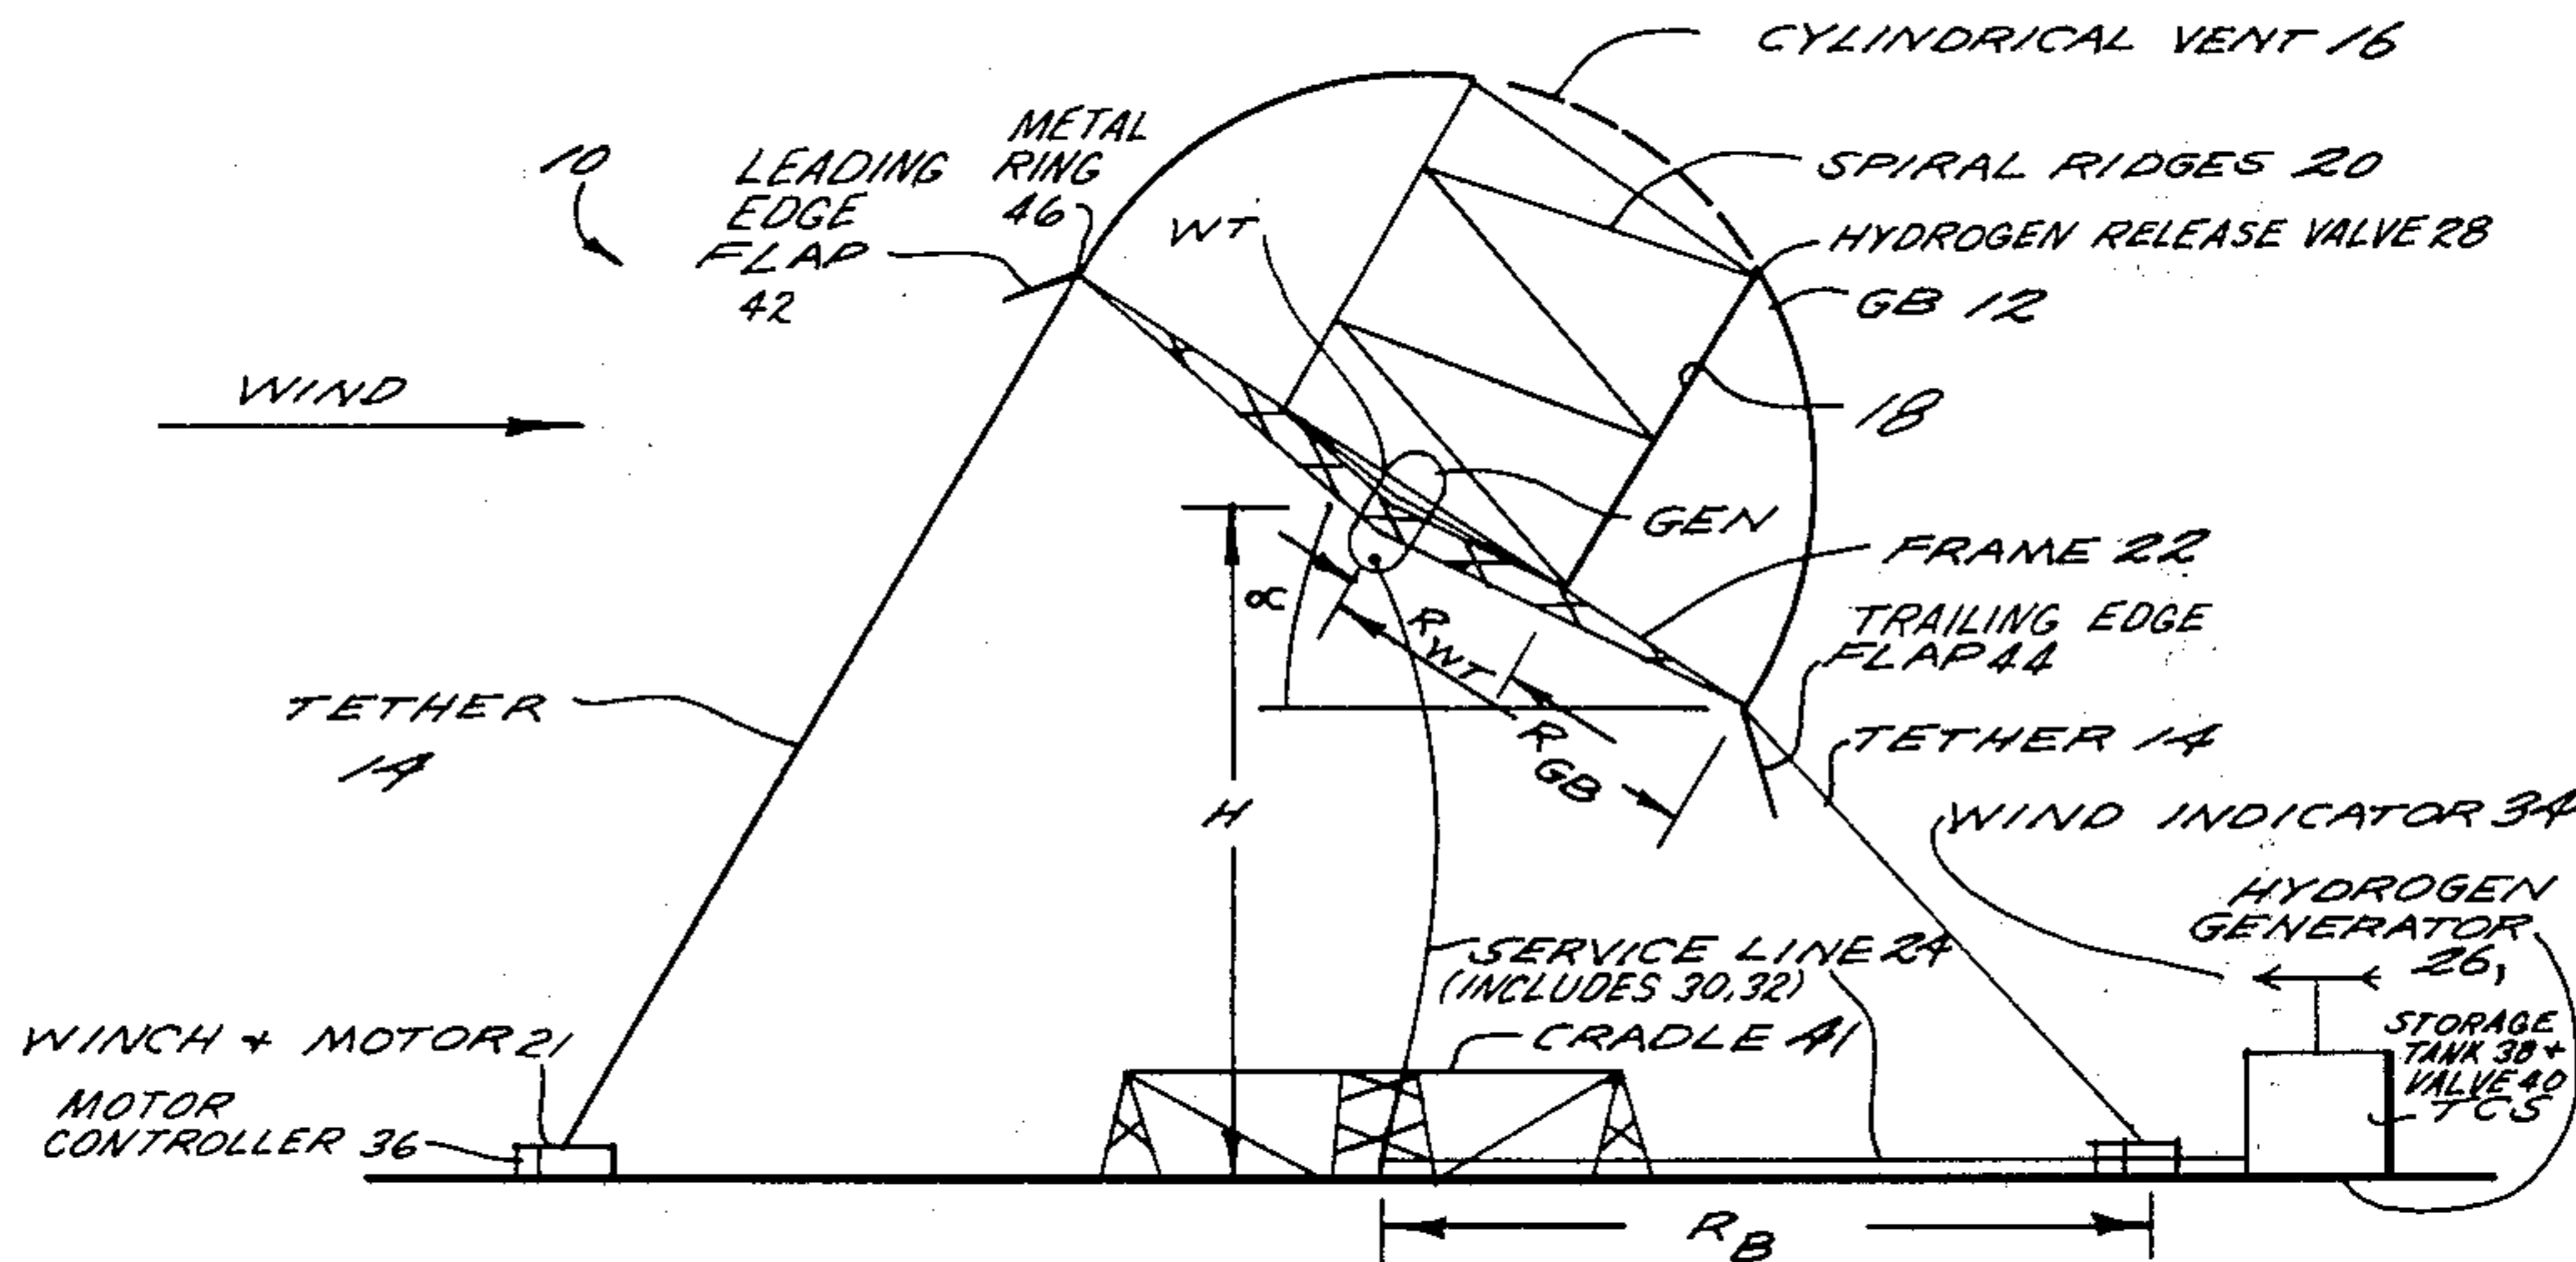 CYLINDRICAL VENT 16
10
METAL
RING
46
LEADING
EDGE
FLAP
42
WT
SPIRAL RIDGES 20
HYDROGEN RELEASE VALVE 28
GB 12
18
WIND
GEN
FRAME 22
∝
R WT
TRAILING EDGE
FLAP 44
TETHER
14
R GB
TETHER 14
H
WIND INDICATOR 34
HYDROGEN
GENERATOR
26,
SERVICE LINE 24
(INCLUDES 30,32)
STORAGE
TANK 38 +
VALVE 40
TCS
WINCH + MOTOR 21
CRADLE 41
MOTOR
CONTROLLER 36
R B